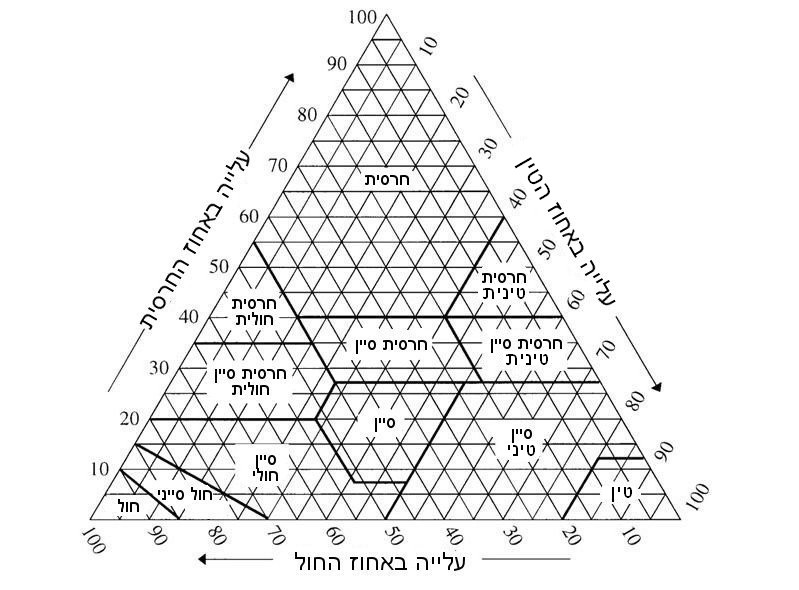 100
90
80
70
60
50
40
30
20
10
10
20
30
40
50
60
70
80
90
100
עלייה באחוז החרסית
עלייה באחוז הטין
חרסית
חרסית
טינית
חרסית
חולית
חרסית סיין
חרסית סיין
טינית
חרסית סיין
חולית
סיין
סיין
טיני
סיין
חולי
חול סייני
חול
טין
100
90
80
70
60
50
40
30
20
10
עלייה באחוז החול